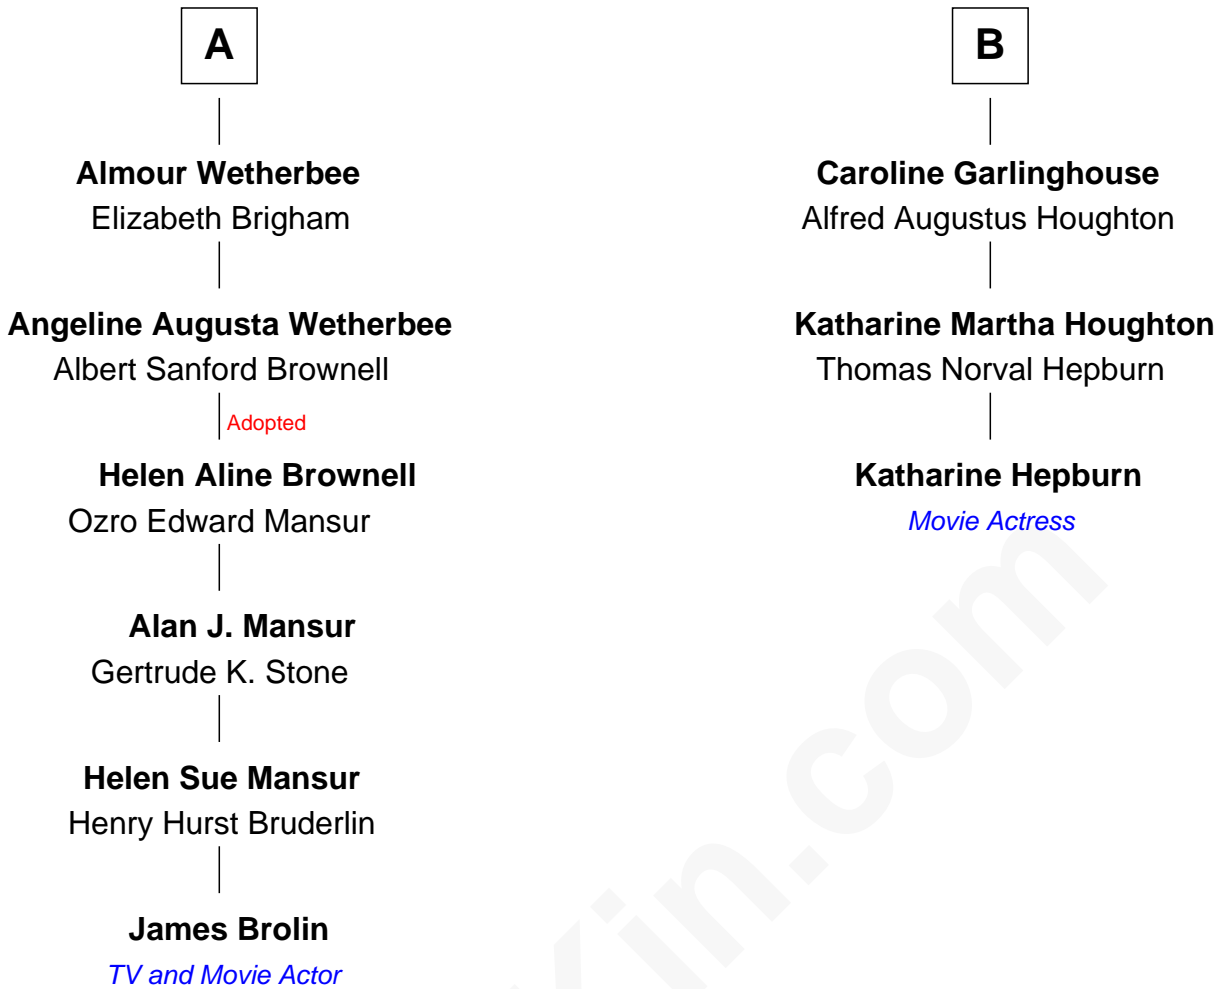 A
Almour Wetherbee
Elizabeth Brigham
Angeline Augusta Wetherbee
Albert Sanford Brownell
Adopted
Helen Aline Brownell
Ozro Edward Mansur
Alan J. Mansur
Gertrude K. Stone
Helen Sue Mansur
Henry Hurst Bruderlin
James Brolin
TV and Movie Actor
B
Caroline Garlinghouse
Alfred Augustus Houghton
Katharine Martha Houghton
Thomas Norval Hepburn
Katharine Hepburn
Movie Actress
Kin.com